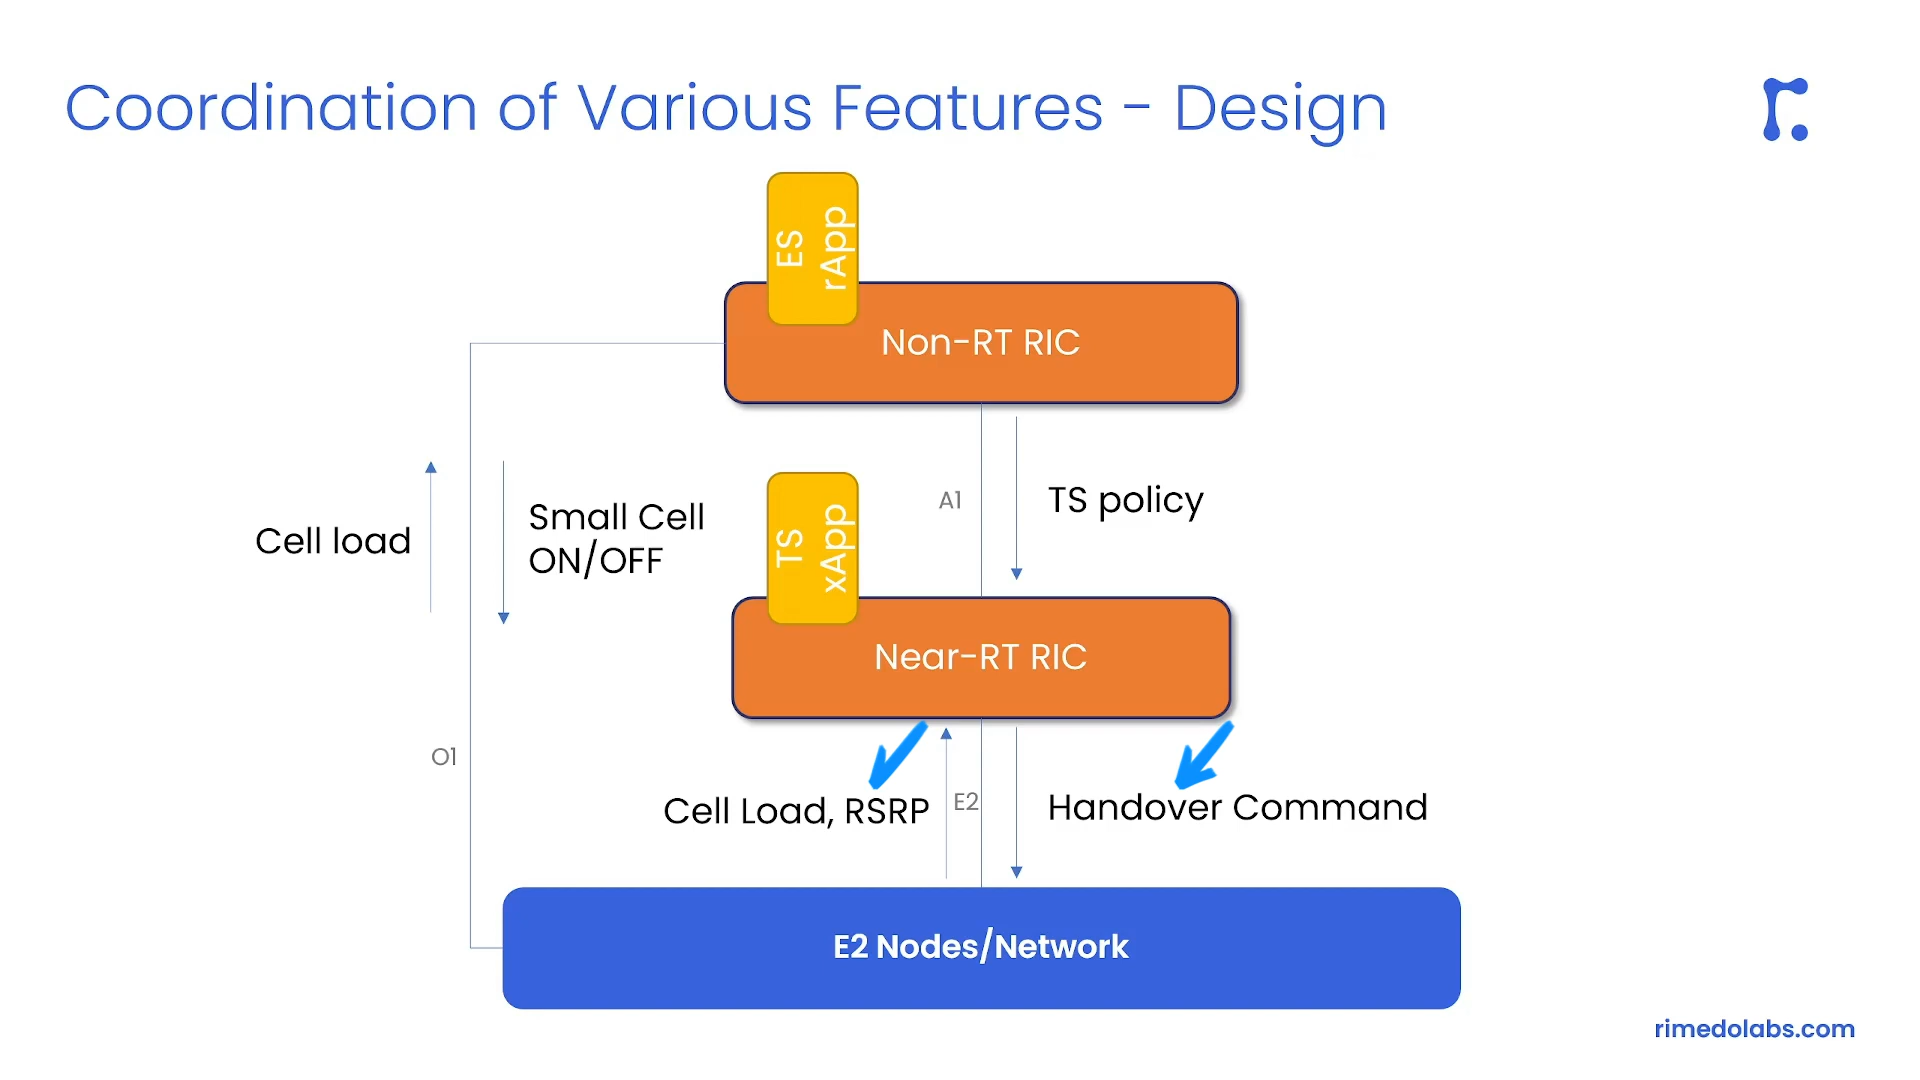 Coordination of Various Features - Design
ES
rApp
Non-RT RIC
Cell load
Small Cell
ON/OFF
TS
xApp
A1
TS policy
Near-RT RIC
O1
Cell Load, RSRP
E2
Handover Command
E2 Nodes/Network
rimedolabs.com